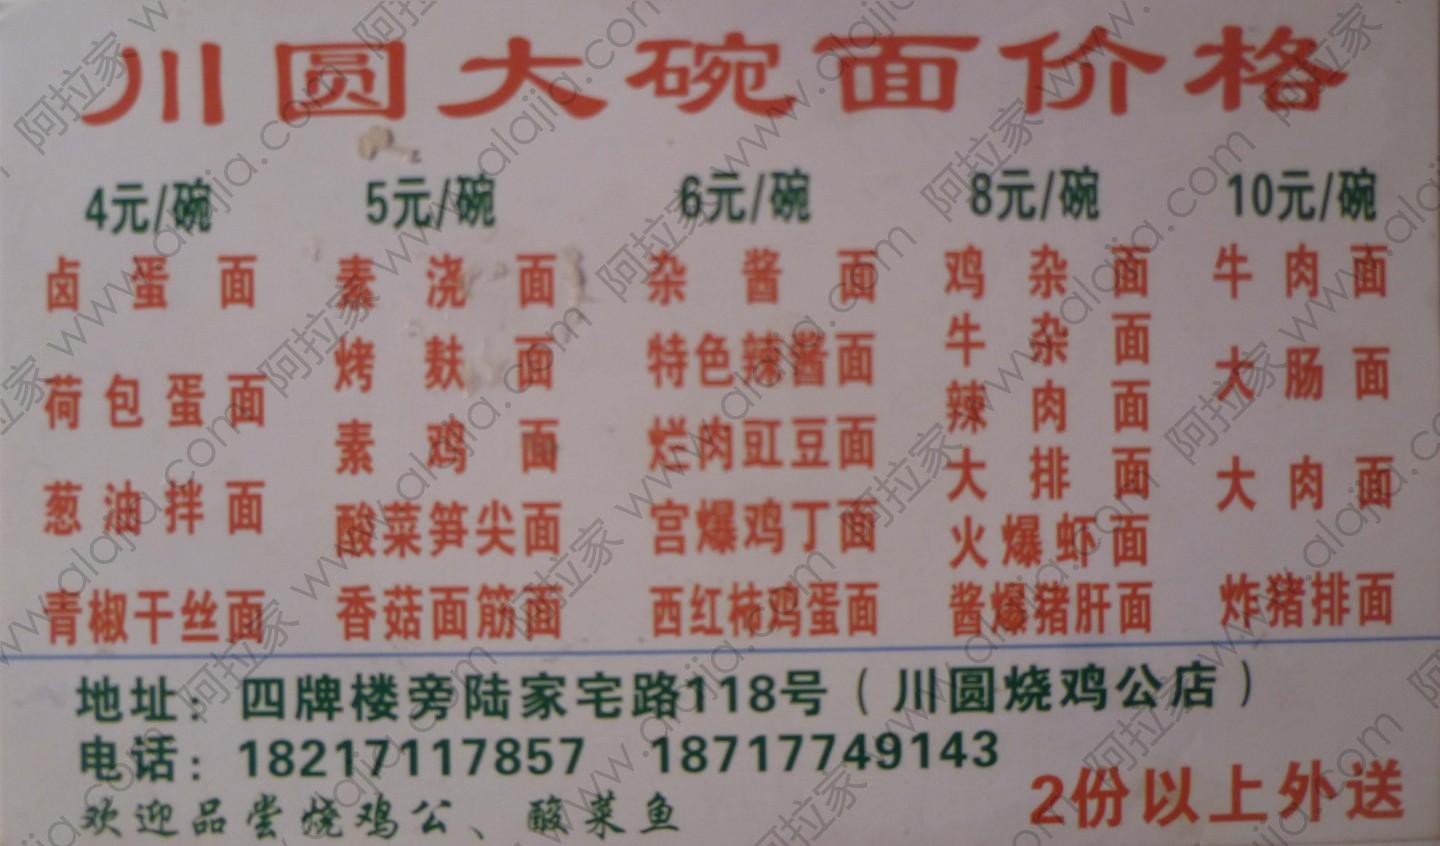 川圆大碗面价格
4元/碗 5元/碗 6元/碗 8元/碗 10元/碗
卤蛋面
荷包蛋面
葱油拌面
青椒干丝面
素浇面
烤麸面
素鸡面
酸菜笋尖面
香菇面筋面
杂酱面
特色辣酱面
烂肉豇豆面
宫爆鸡丁面
西红柿鸡蛋面
鸡杂面
牛杂面
辣肉面
大排面
火爆虾面
酱爆猪肝面
牛肉面
大肠面
大肉面
炸猪排面
地址：四牌楼旁陆家宅路118号（川圆烧鸡公店）
电话：18217117857 18717749143
欢迎品尝烧鸡公、酸菜鱼
2份以上外送
阿拉家 www.alajia.com